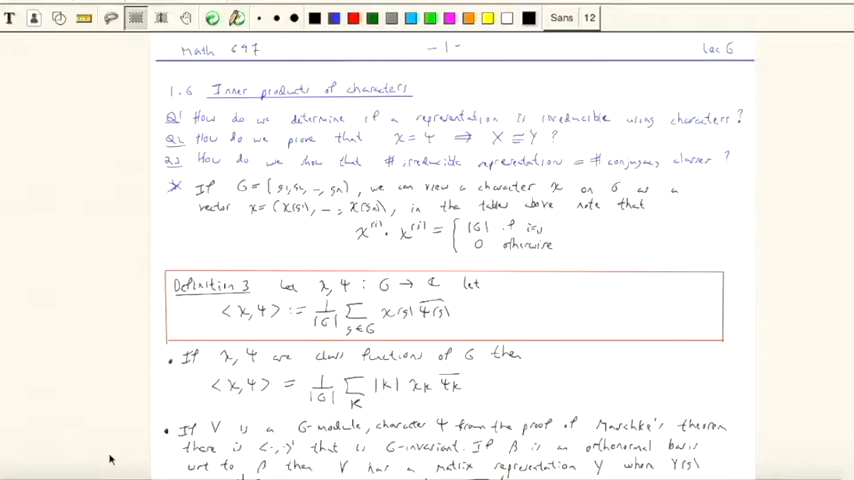 Sans 12
Math 647 -1- Lec 6
1.6 Inner products of characters
Q1 How do we determine if a representation is irreducible using characters?
Q2 How do we prove that χ = ψ ⟹ X ≅ Y ?
Q3 How do we show that # irreducible representation = # conjugacy classes ?
* If G = {g1, g2, –, gn}, we can view a character χ on G as a
vector χ = (χ(g1), –, χ(gn)), in the tables above note that
χ^(i) · χ^(j) = { |G| if i=j
0 otherwise
Definition 3 Let χ, ψ : G → ℂ let
< χ, ψ > := 1/|G| Σ_{g∈G} χ(g) \overline{ψ(g)}
• If χ, ψ are class functions of G then
< χ, ψ > = 1/|G| Σ_K |K| χ_K \overline{ψ_K}
• If V is a G-module, character ψ from the proof of Maschke's theorem
there is <·,·>' that is G-invariant. If β is an orthonormal basis
wrt to β then V has a matrix representation Y where Y(g)